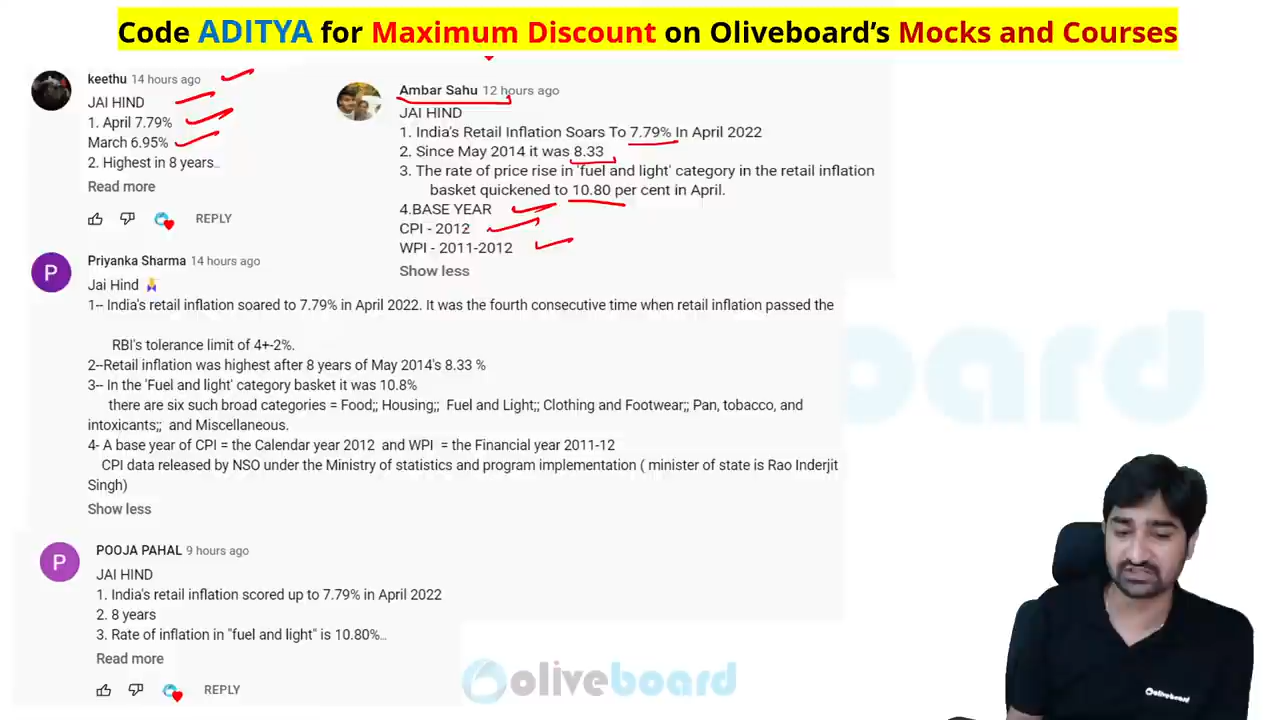 Code ADITYA for Maximum Discount on Oliveboard's Mocks and Courses
keethu 14 hours ago
JAI HIND
1. April 7.79%
March 6.95%
2. Highest in 8 years..
Read more
REPLY
Ambar Sahu 12 hours ago
JAI HIND
1. India's Retail Inflation Soars To 7.79% In April 2022
2. Since May 2014 it was 8.33
3. The rate of price rise in 'fuel and light' category in the retail inflation
basket quickened to 10.80 per cent in April.
4.BASE YEAR
CPI - 2012
WPI - 2011-2012
Show less
P
Priyanka Sharma 14 hours ago
Jai Hind
1-- India's retail inflation soared to 7.79% in April 2022. It was the fourth consecutive time when retail inflation passed the
RBI's tolerance limit of 4+-2%.
2--Retail inflation was highest after 8 years of May 2014's 8.33 %
3-- In the 'Fuel and light' category basket it was 10.8%
there are six such broad categories = Food;; Housing;; Fuel and Light;; Clothing and Footwear;; Pan, tobacco, and
intoxicants;; and Miscellaneous.
4- A base year of CPI = the Calendar year 2012 and WPI = the Financial year 2011-12
CPI data released by NSO under the Ministry of statistics and program implementation ( minister of state is Rao Inderjit
Singh)
Show less
P
POOJA PAHAL 9 hours ago
JAI HIND
1. India's retail inflation scored up to 7.79% in April 2022
2. 8 years
3. Rate of inflation in "fuel and light" is 10.80%...
Read more
REPLY
board
oliveboard
oliveboard